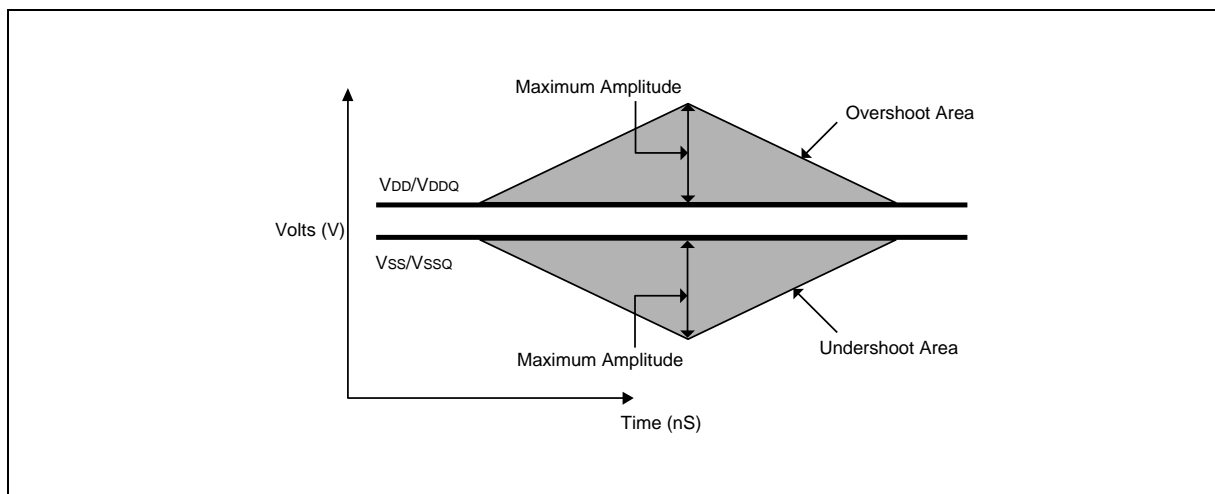 Maximum Amplitude
Overshoot Area
VDD/VDDQ
Volts (V)
VSS/VSSQ
Undershoot Area
Maximum Amplitude
Time (nS)